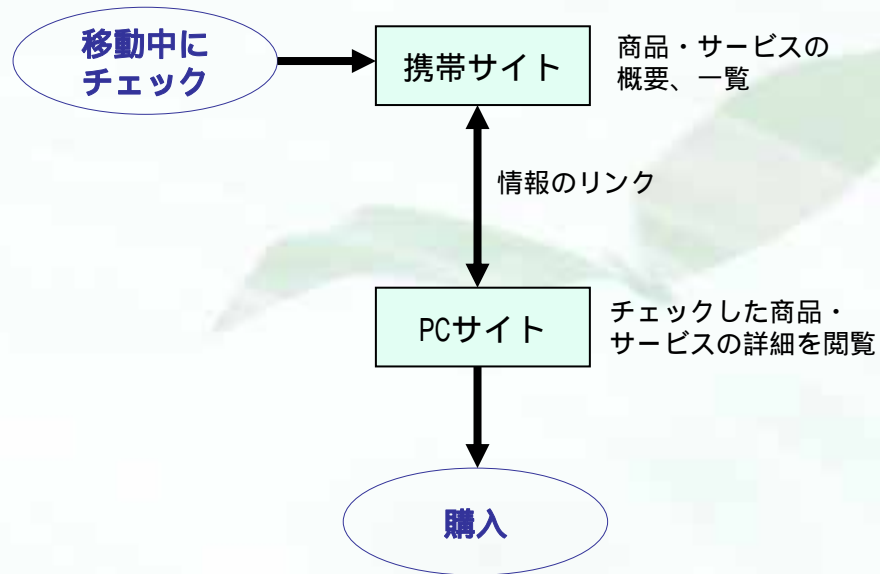 移動中に
チェック
携帯サイト
商品・サービスの
概要、一覧
情報のリンク
PCサイト
チェックした商品・
サービスの詳細を閲覧
購入